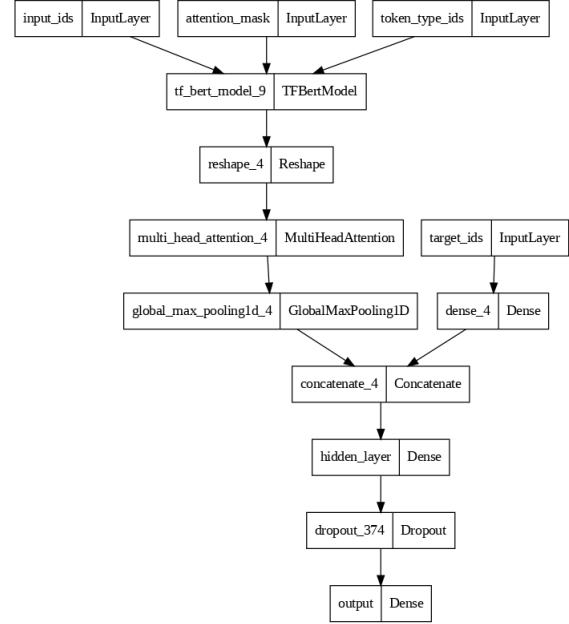 input_ids InputLayer attention_mask InputLayer token_type_ids InputLayer
tf_bert_model_9 TFBertModel
reshape_4 Reshape
multi_head_attention_4 MultiHeadAttention target_ids InputLayer
global_max_pooling1d_4 GlobalMaxPooling1D dense_4 Dense
concatenate_4 Concatenate
hidden_layer Dense
dropout_374 Dropout
output Dense